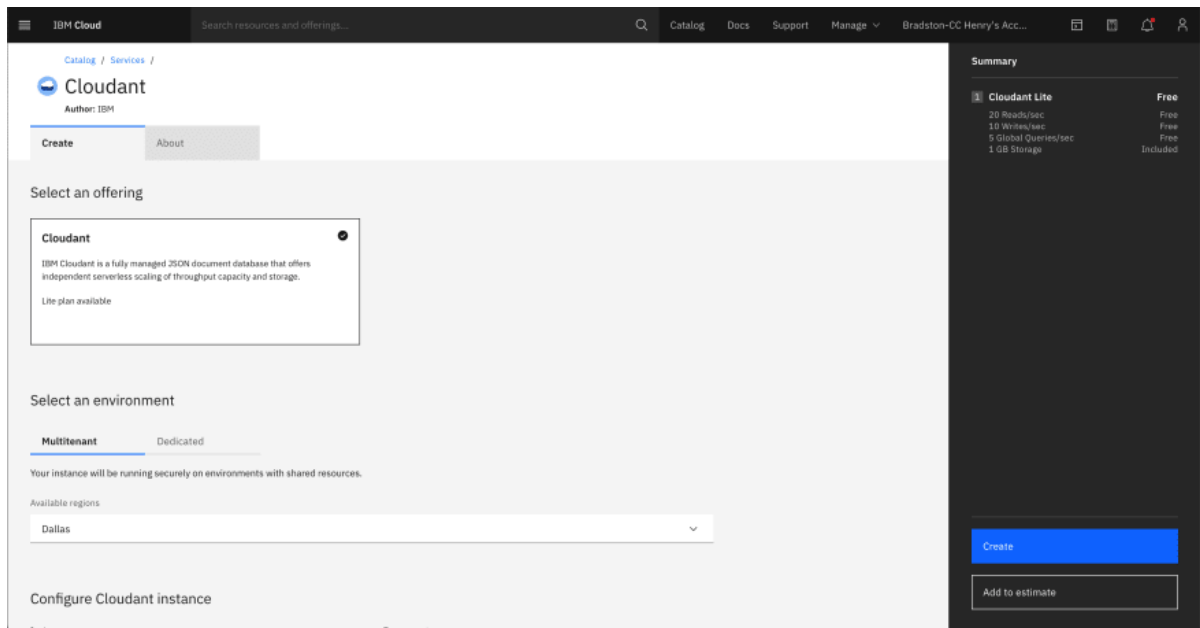 IBM Cloud
Search resources and offerings...
Catalog
Docs
Support
Manage
Bradston-CC Henry's Acc...
Catalog / Services /
Cloudant
Author: IBM
Create
About
Select an offering
Cloudant
IBM Cloudant is a fully managed JSON document database that offers
independent serverless scaling of throughput capacity and storage.
Lite plan available
Select an environment
Multitenant
Dedicated
Your instance will be running securely on environments with shared resources.
Available regions
Dallas
Configure Cloudant instance
Summary
1 Cloudant Lite Free
20 Reads/sec Free
10 Writes/sec Free
5 Global Queries/sec Free
1 GB Storage Included
Create
Add to estimate